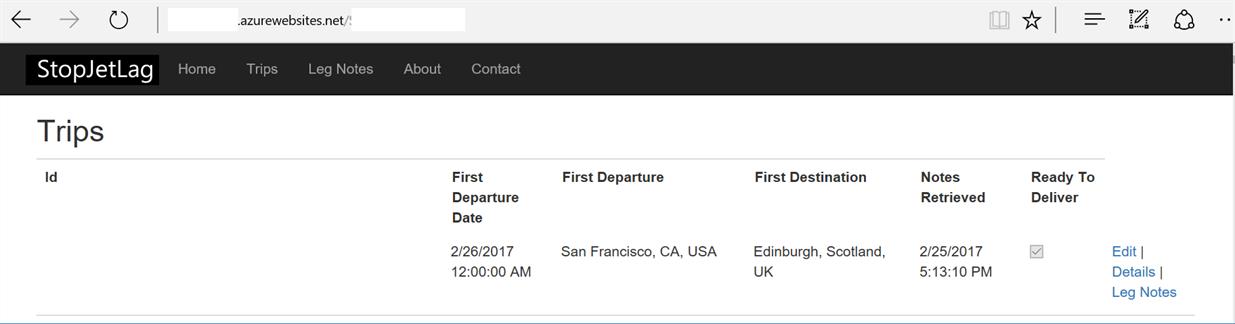 .azurewebsites.net/
StopJetLag Home Trips Leg Notes About Contact
Trips
Id First Departure Date First Departure First Destination Notes Retrieved Ready To Deliver
2/26/2017 12:00:00 AM San Francisco, CA, USA Edinburgh, Scotland, UK 2/25/2017 5:13:10 PM Edit | Details | Leg Notes